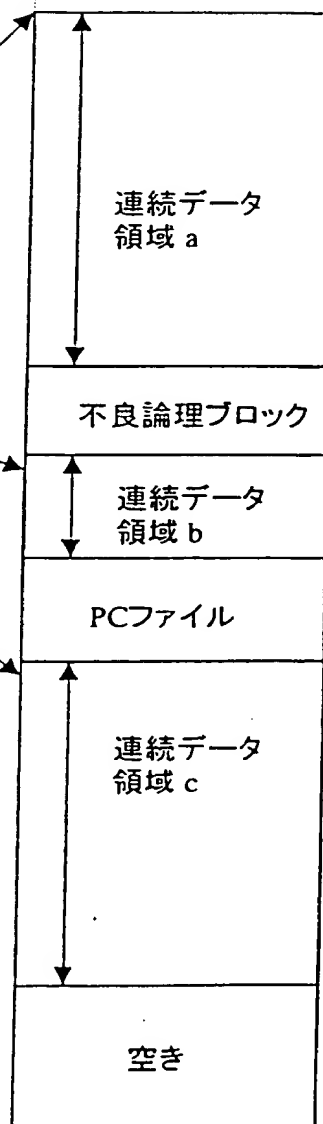 連続データ
領域 a
不良論理ブロック
連続データ
領域 b
PCファイル
連続データ
領域 c
空き